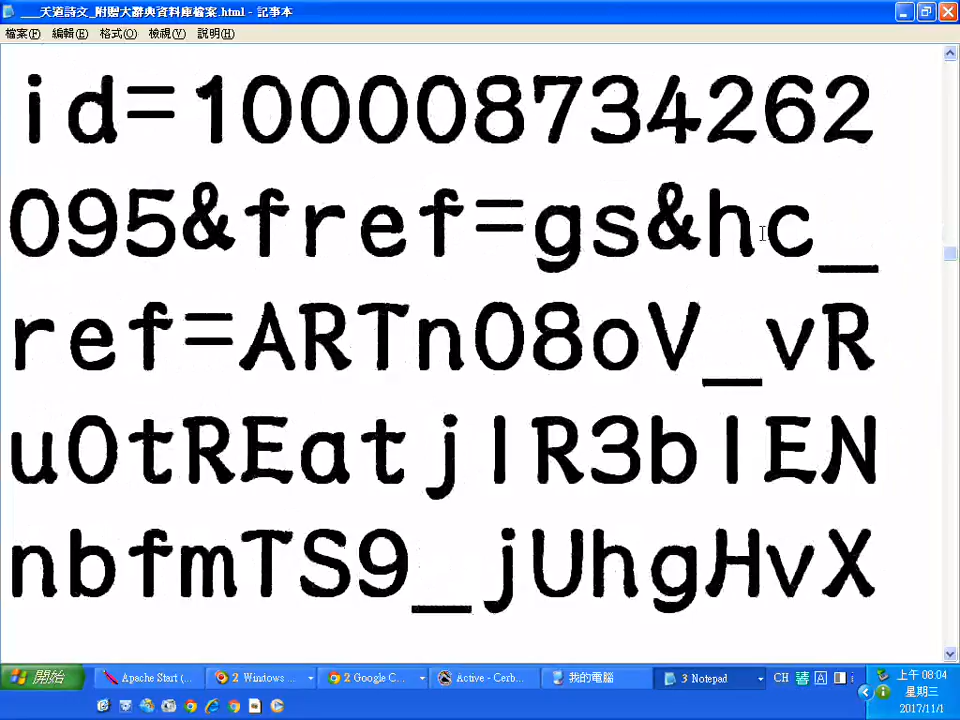 ___天道詩文_附贈大辭典資料庫檔案.html - 記事本
檔案(F) 編輯(E) 格式(O) 檢視(V) 說明(H)
id=100008734262
095&fref=gs&hc_
ref=ARTn08oV_vR
u0tREatjlR3blEN
nbfmTS9_jUhgHvX
開始 Apache Start (... 2 Windows ... 2 Google C... Active - Cerb... 我的電腦 3 Notepad CH 上午 08:04
星期三
2017/11/1